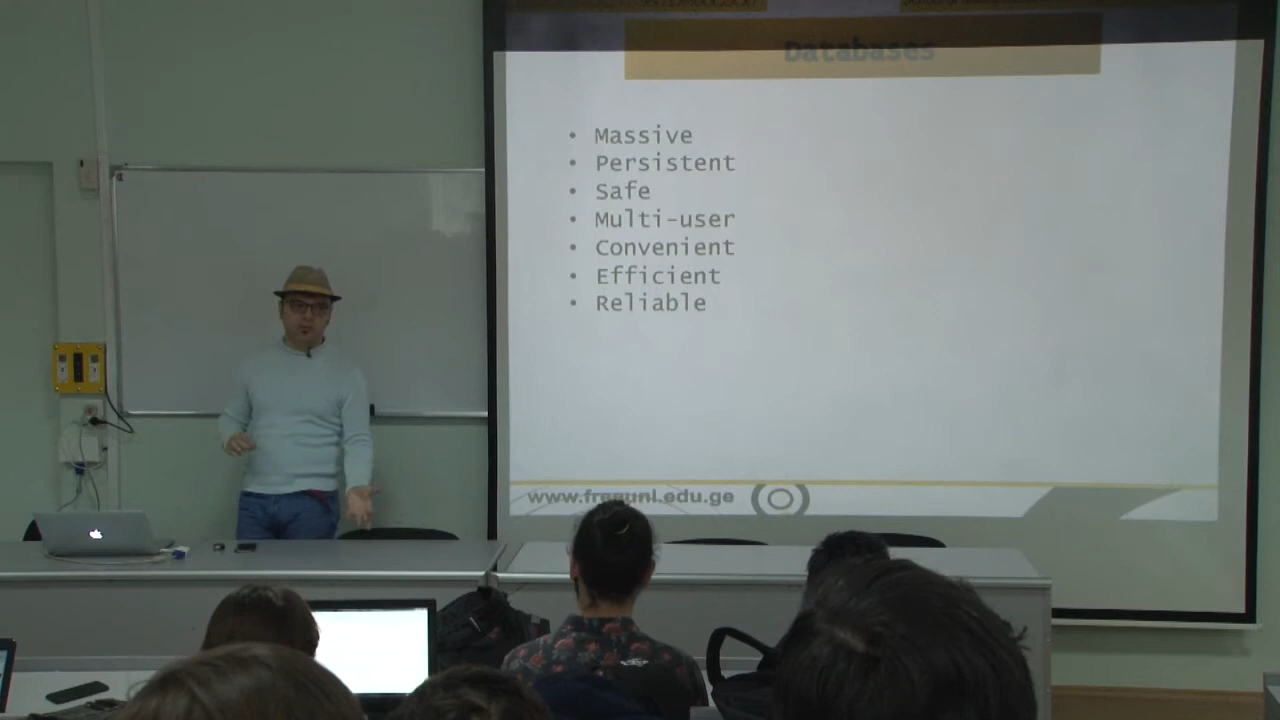 Databases
• Massive
• Persistent
• Safe
• Multi-user
• Convenient
• Efficient
• Reliable
www.freeuni.edu.ge